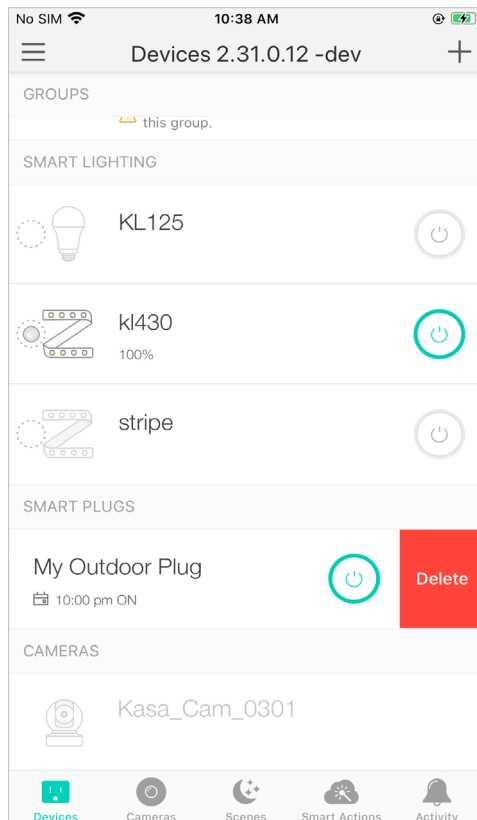 No SIM 10:38 AM
Devices 2.31.0.12 -dev
GROUPS
this group.
SMART LIGHTING
KL125
kl430
100%
stripe
SMART PLUGS
My Outdoor Plug
10:00 pm ON
Delete
CAMERAS
Kasa_Cam_0301
Devices Cameras Scenes Smart Actions Activity